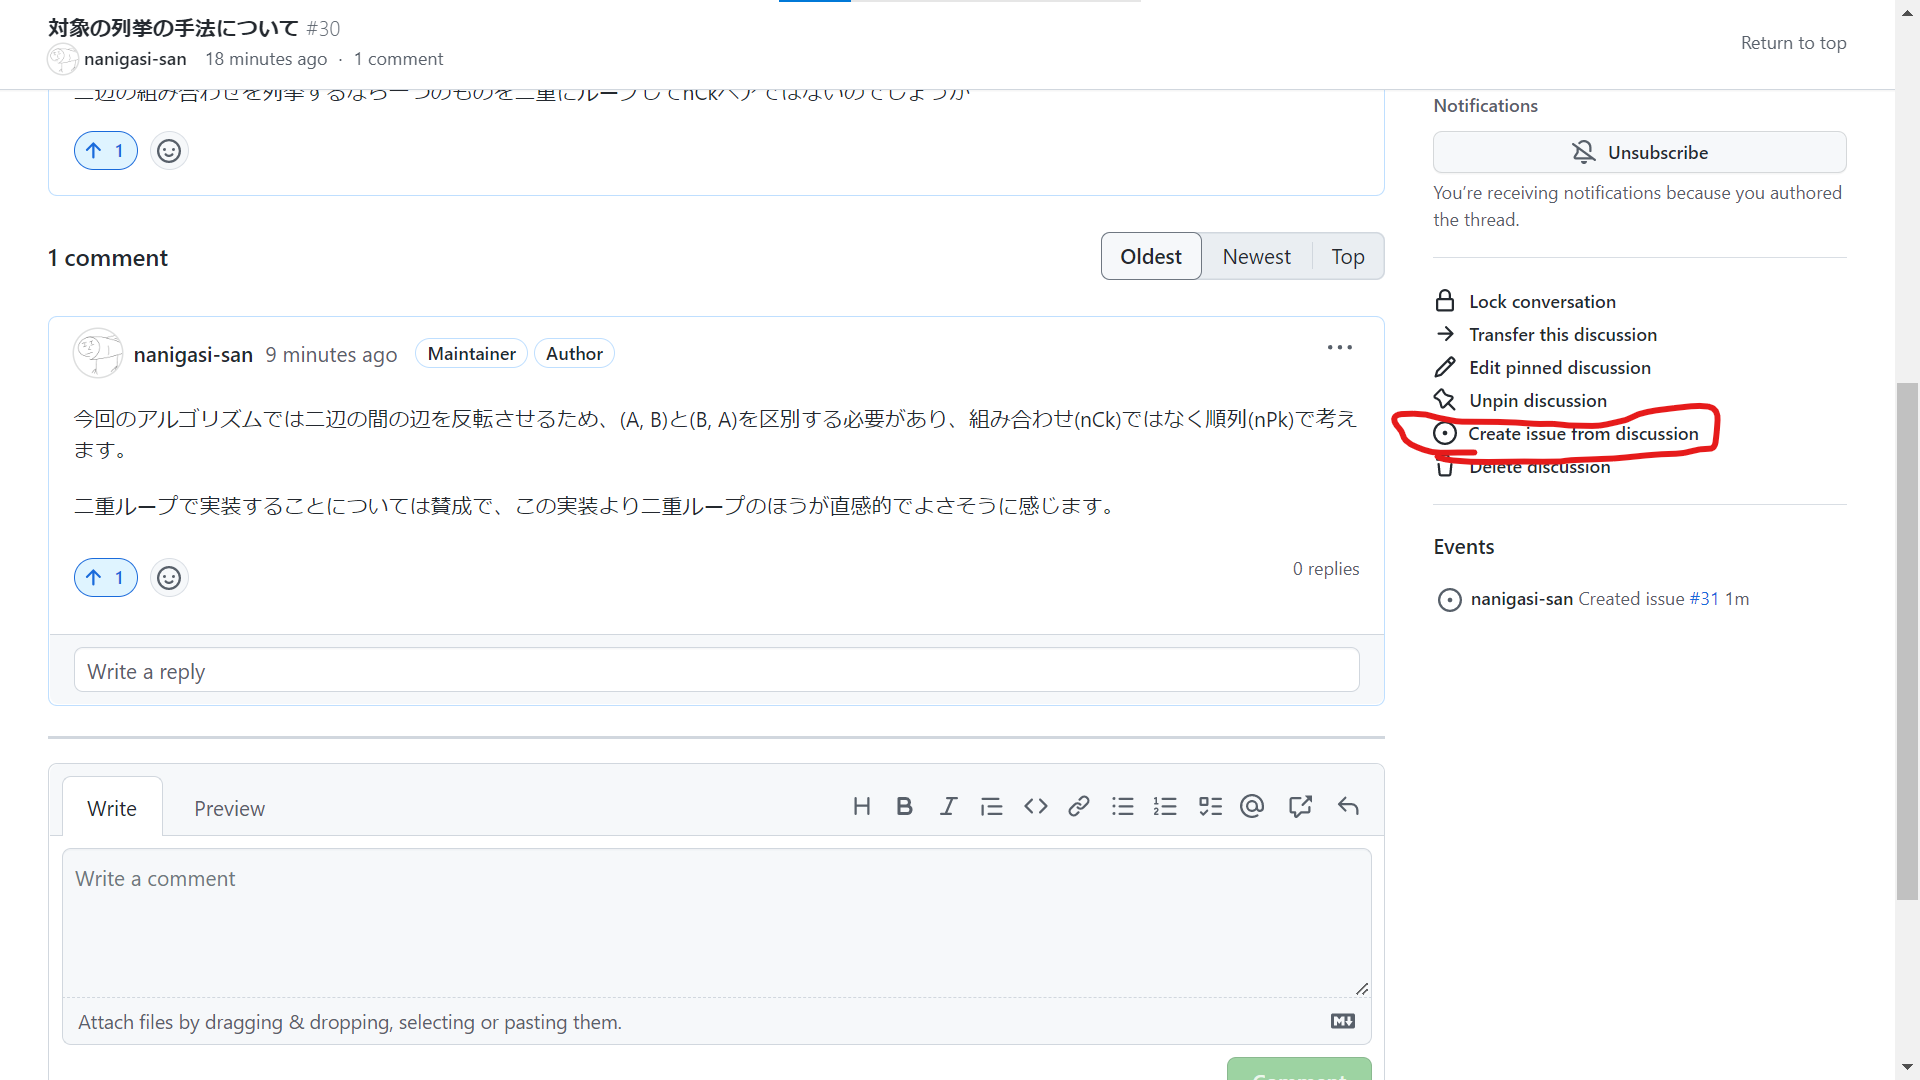 対象の列挙の手法について #30
nanigasi-san 18 minutes ago · 1 comment
Return to top
二辺の組み合わせを列挙するなら一つのものを二重にループしてnCkペアではないのでしょうか
↑ 1
1 comment
Oldest Newest Top
nanigasi-san 9 minutes ago Maintainer Author
今回のアルゴリズムでは二辺の間の辺を反転させるため、(A, B)と(B, A)を区別する必要があり、組み合わせ(nCk)ではなく順列(nPk)で考え
ます。
二重ループで実装することについては賛成で、この実装より二重ループのほうが直感的でよさそうに感じます。
↑ 1
0 replies
Write a reply
Write Preview
Write a comment
Attach files by dragging & dropping, selecting or pasting them.
Comment
Notifications
Unsubscribe
You’re receiving notifications because you authored
the thread.
Lock conversation
Transfer this discussion
Edit pinned discussion
Unpin discussion
Create issue from discussion
Delete discussion
Events
nanigasi-san Created issue #31 1m